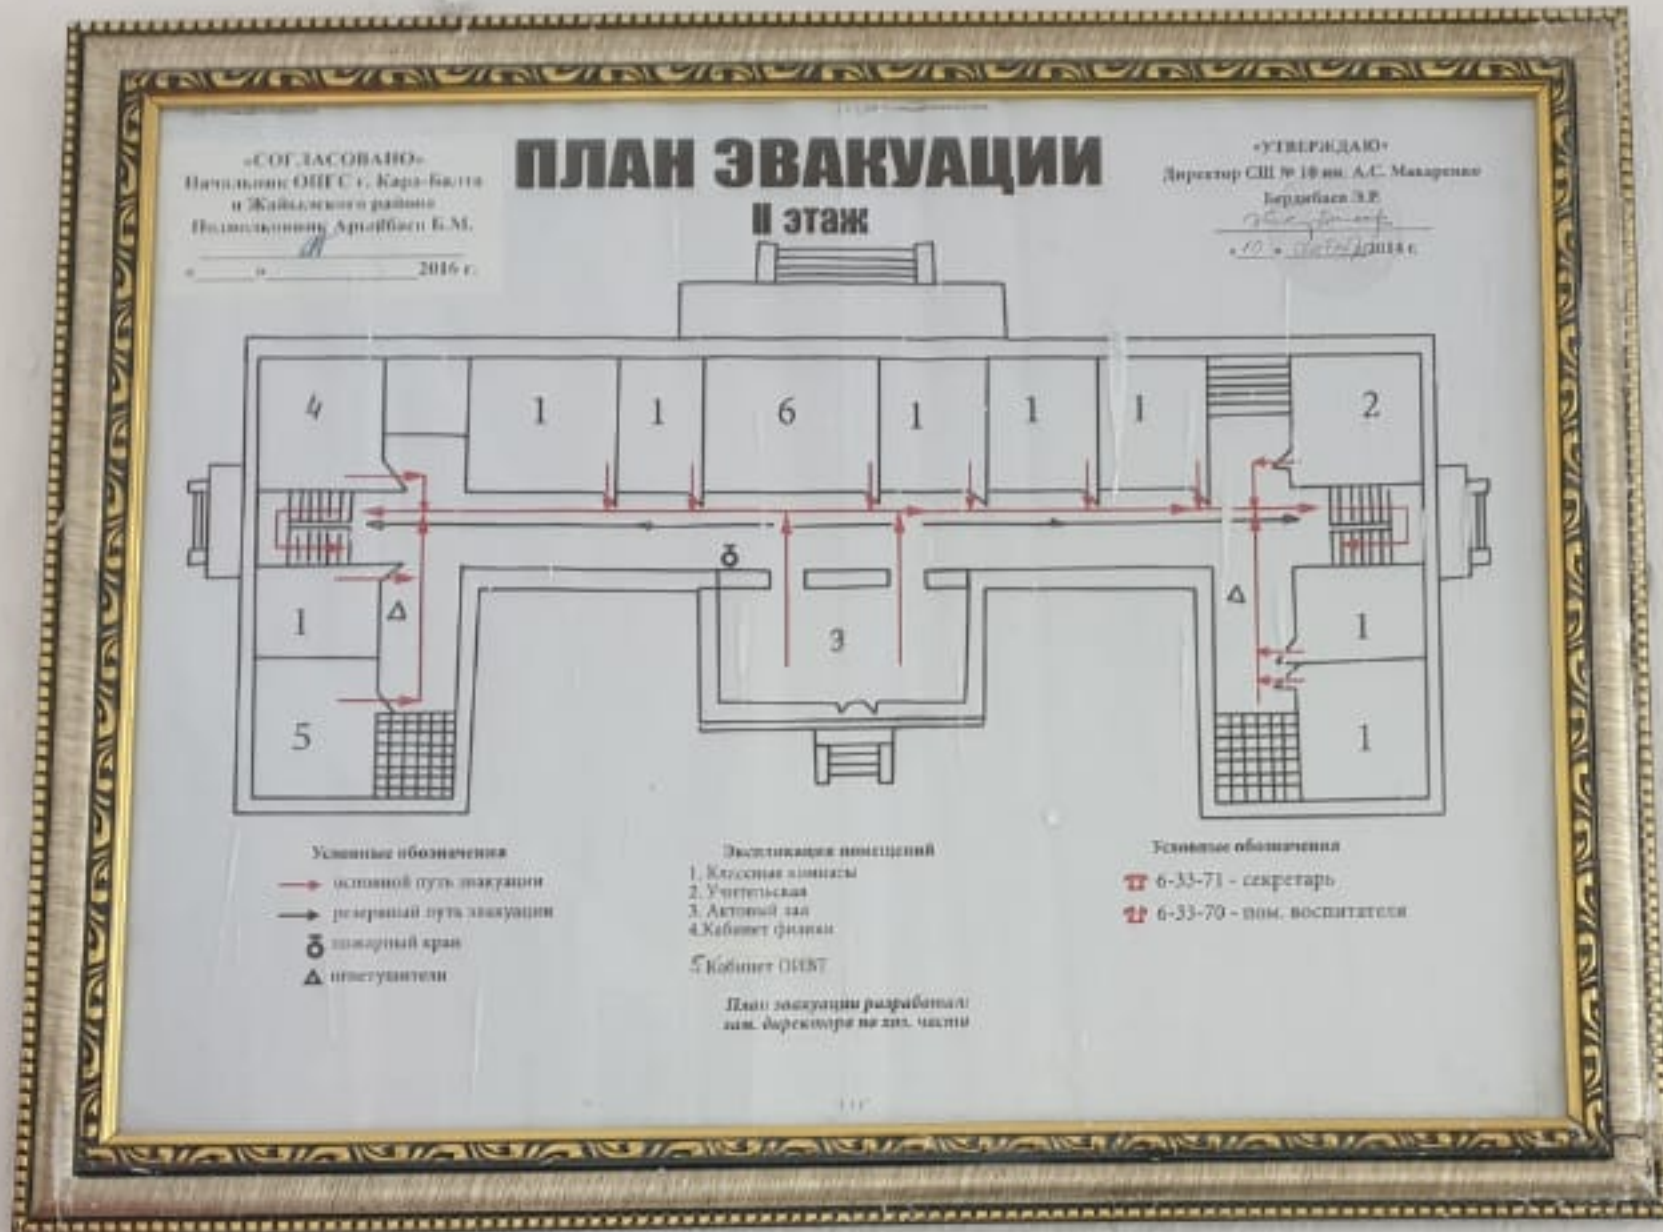 «СОГЛАСОВАНО»
Начальник ОПГС г. Кара-Балта
и Жайылского района
Подполковник Б.М.
« » 2016 г.
ПЛАН ЭВАКУАЦИИ
II этаж
«УТВЕРЖДАЮ»
Директор СШ № 10 им. А.С. Макаренко
Бердибаев Э.Р.
«10» 2014 г.
4
1
1
6
1
1
1
2
1
3
1
5
1
Условные обозначения
основной путь эвакуации
резервный путь эвакуации
пожарный кран
огнетушители
Экспликация помещений
1. Классные комнаты
2. Учительская
3. Актовый зал
4.Кабинет физики
5 Кабинет ОИВТ
План эвакуации разработал:
зам. директора по хоз. части
Условные обозначения
6-33-71 - секретарь
6-33-70 - пом. воспитателя